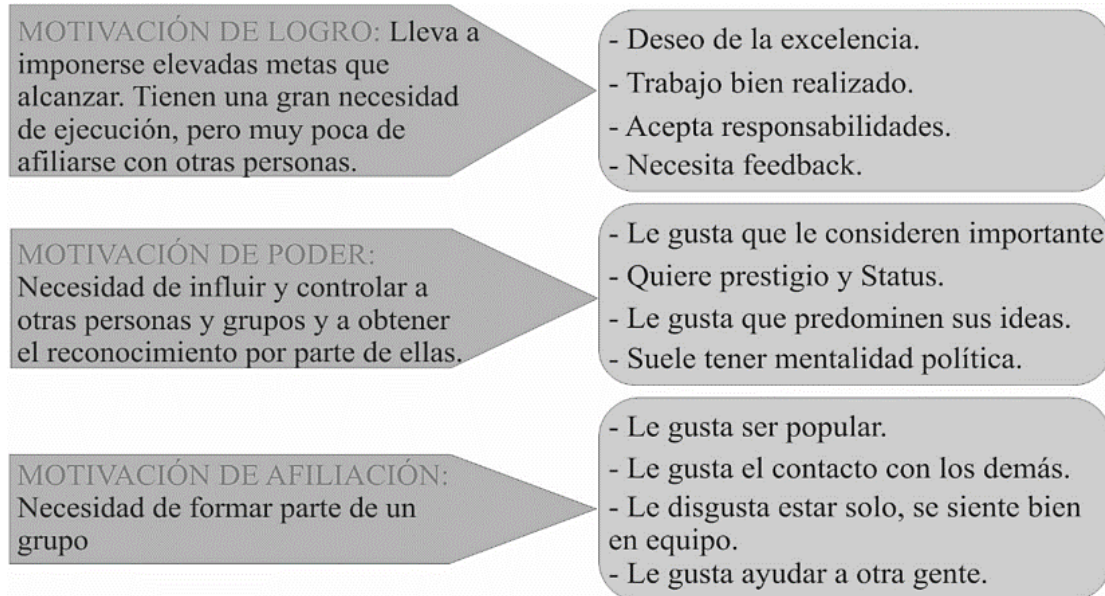 MOTIVACIÓN DE LOGRO: Lleva a
imponerse elevadas metas que
alcanzar. Tienen una gran necesidad
de ejecución, pero muy poca de
afiliarse con otras personas.
- Deseo de la excelencia.
- Trabajo bien realizado.
- Acepta responsabilidades.
- Necesita feedback.
MOTIVACIÓN DE PODER:
Necesidad de influir y controlar a
otras personas y grupos y a obtener
el reconocimiento por parte de ellas.
- Le gusta que le consideren importante
- Quiere prestigio y Status.
- Le gusta que predominen sus ideas.
- Suele tener mentalidad política.
MOTIVACIÓN DE AFILIACIÓN:
Necesidad de formar parte de un
grupo
- Le gusta ser popular.
- Le gusta el contacto con los demás.
- Le disgusta estar solo, se siente bien
en equipo.
- Le gusta ayudar a otra gente.